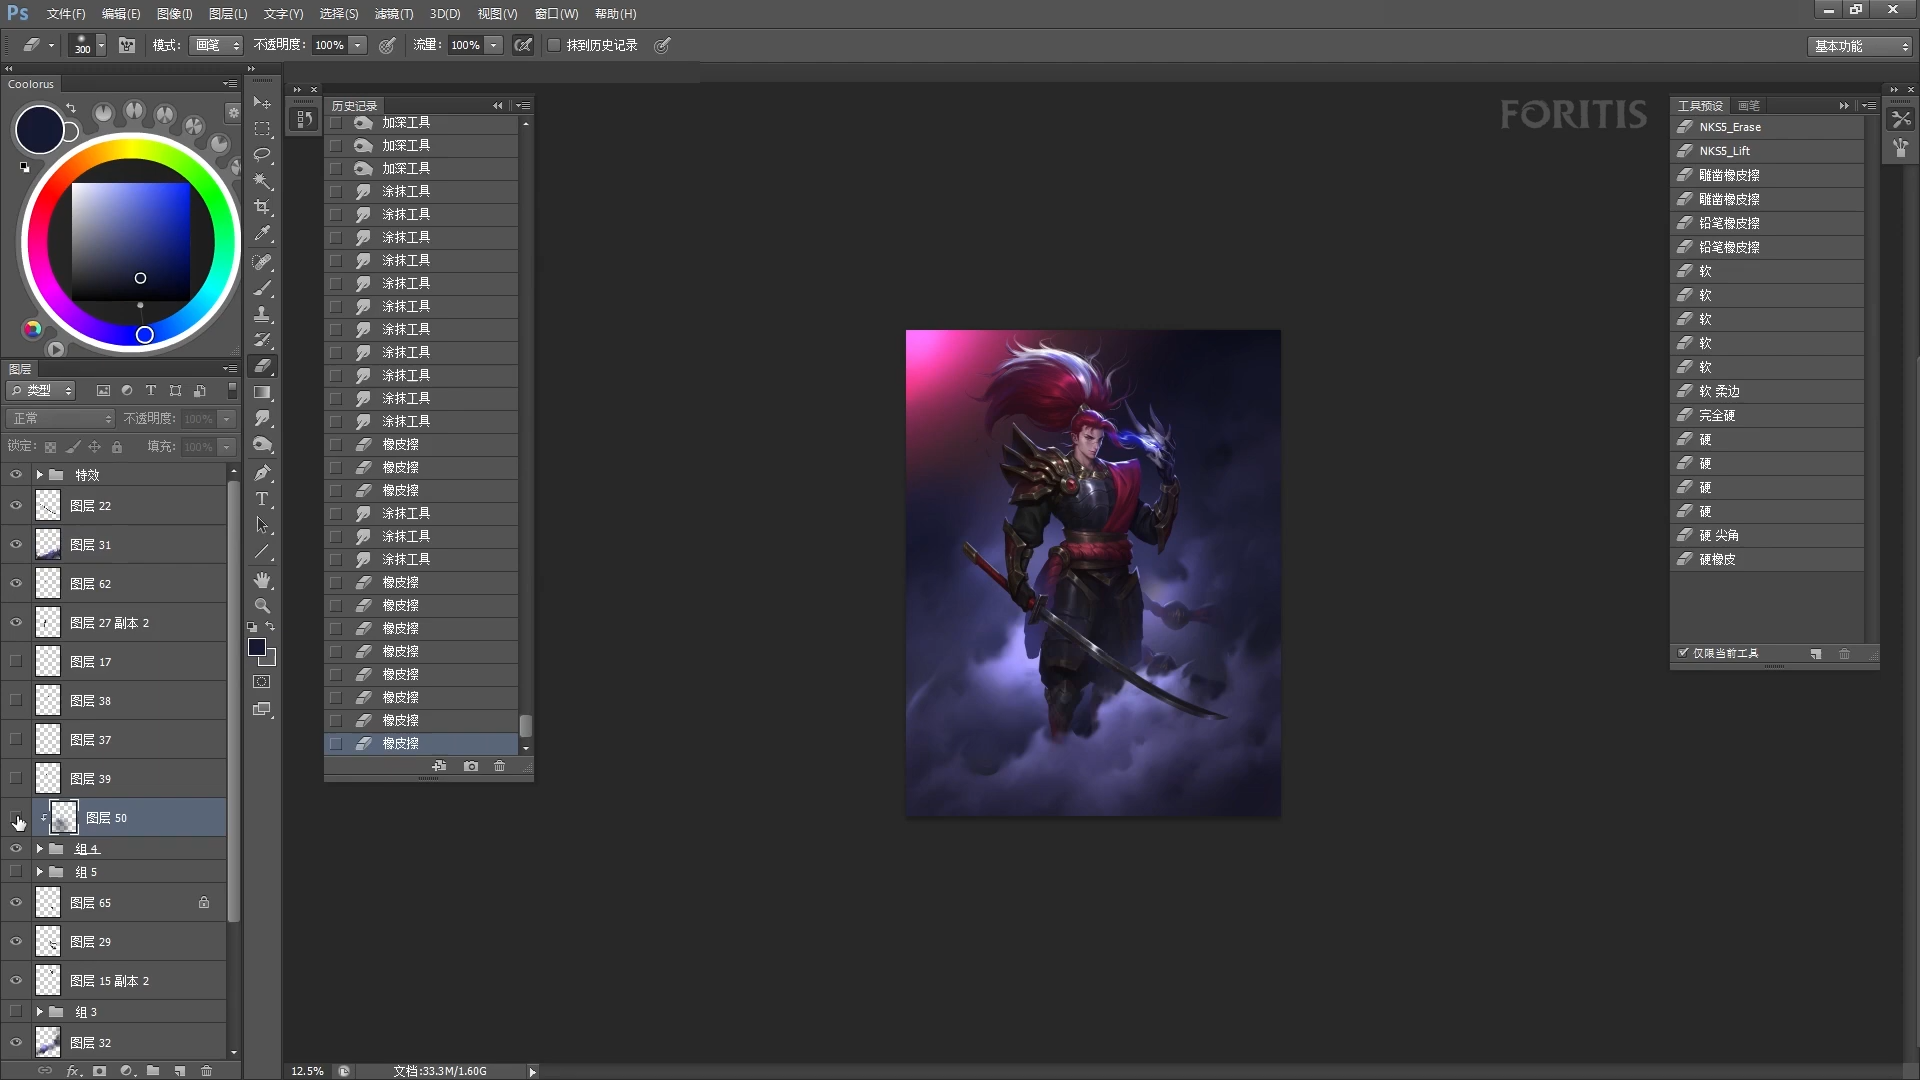 Ps 文件(F) 编辑(E) 图像(I) 图层(L) 文字(Y) 选择(S) 滤镜(T) 3D(D) 视图(V) 窗口(W) 帮助(H)
300 模式: 画笔 不透明度: 100% 流量: 100% 抹到历史记录 基本功能
Coolorus
历史记录
加深工具
加深工具
加深工具
涂抹工具
涂抹工具
涂抹工具
涂抹工具
涂抹工具
涂抹工具
涂抹工具
涂抹工具
涂抹工具
涂抹工具
涂抹工具
橡皮擦
橡皮擦
橡皮擦
涂抹工具
涂抹工具
涂抹工具
橡皮擦
橡皮擦
橡皮擦
橡皮擦
橡皮擦
橡皮擦
橡皮擦
橡皮擦
图层
类型
正常 不透明度: 100%
锁定: 填充: 100%
特效
图层 22
图层 31
图层 62
图层 27 副本 2
图层 17
图层 38
图层 37
图层 39
图层 50
组 4
组 5
图层 65
图层 29
图层 15 副本 2
组 3
图层 32
fx
12.5% 文档:33.3M/1.60G
FORITIS
工具预设 画笔
NKS5_Erase
NKS5_Lift
雕凿橡皮擦
雕凿橡皮擦
铅笔橡皮擦
铅笔橡皮擦
软
软
软
软
软
软 柔边
完全硬
硬
硬
硬
硬
硬 尖角
硬橡皮
仅限当前工具